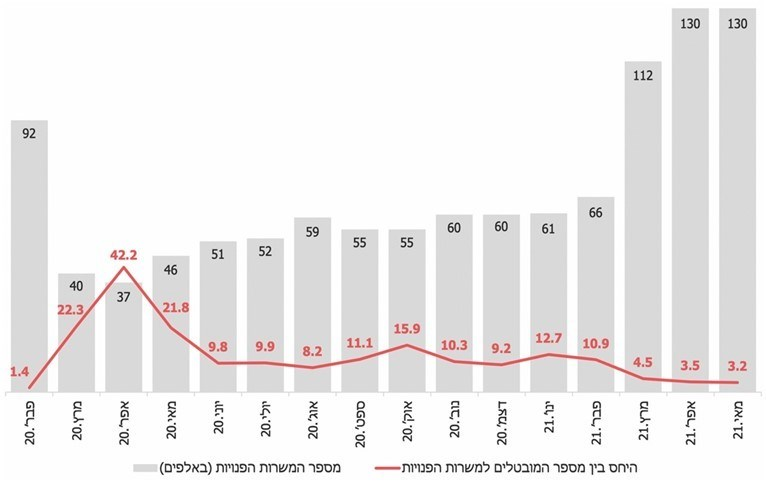 130
130
112
92
66
61
60
60
59
55
55
52
51
46
42.2
37
40
22.3
21.8
15.9
12.7
11.1
10.9
10.3
9.9
9.8
9.2
8.2
4.5
3.5
3.2
1.4
פבר'.20
מרץ.20
אפר'.20
מאי.20
יוני.20
יולי.20
אוג'.20
ספט'.20
אוק'.20
נוב'.20
דצמ'.20
ינו'.21
פבר'.21
מרץ.21
אפר'.21
מאי.21
מספר המשרות הפנויות (באלפים)
היחס בין מספר המובטלים למשרות הפנויות